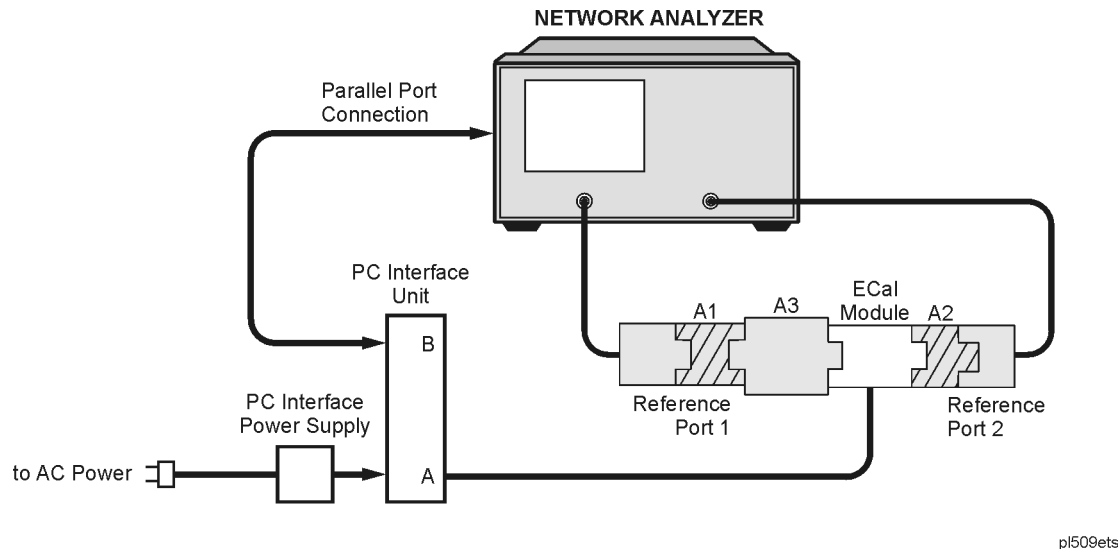 NETWORK ANALYZER
Parallel Port
Connection
PC Interface
Unit
B
PC Interface
Power Supply
to AC Power
A
A1
A3
ECal
Module
A2
Reference
Port 1
Reference
Port 2
pl509ets